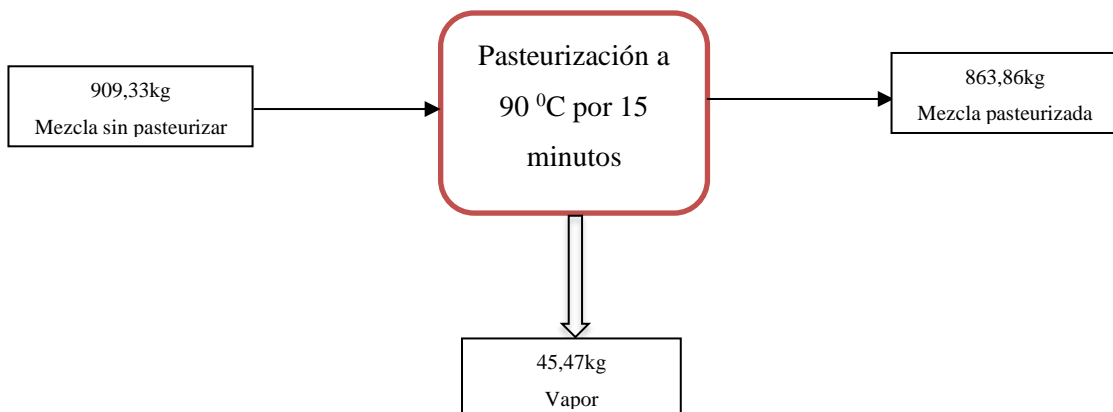 909,33kg
Mezcla sin pasteurizar
Pasteurización a
90 ⁰C por 15
minutos
863,86kg
Mezcla pasteurizada
45,47kg
Vapor